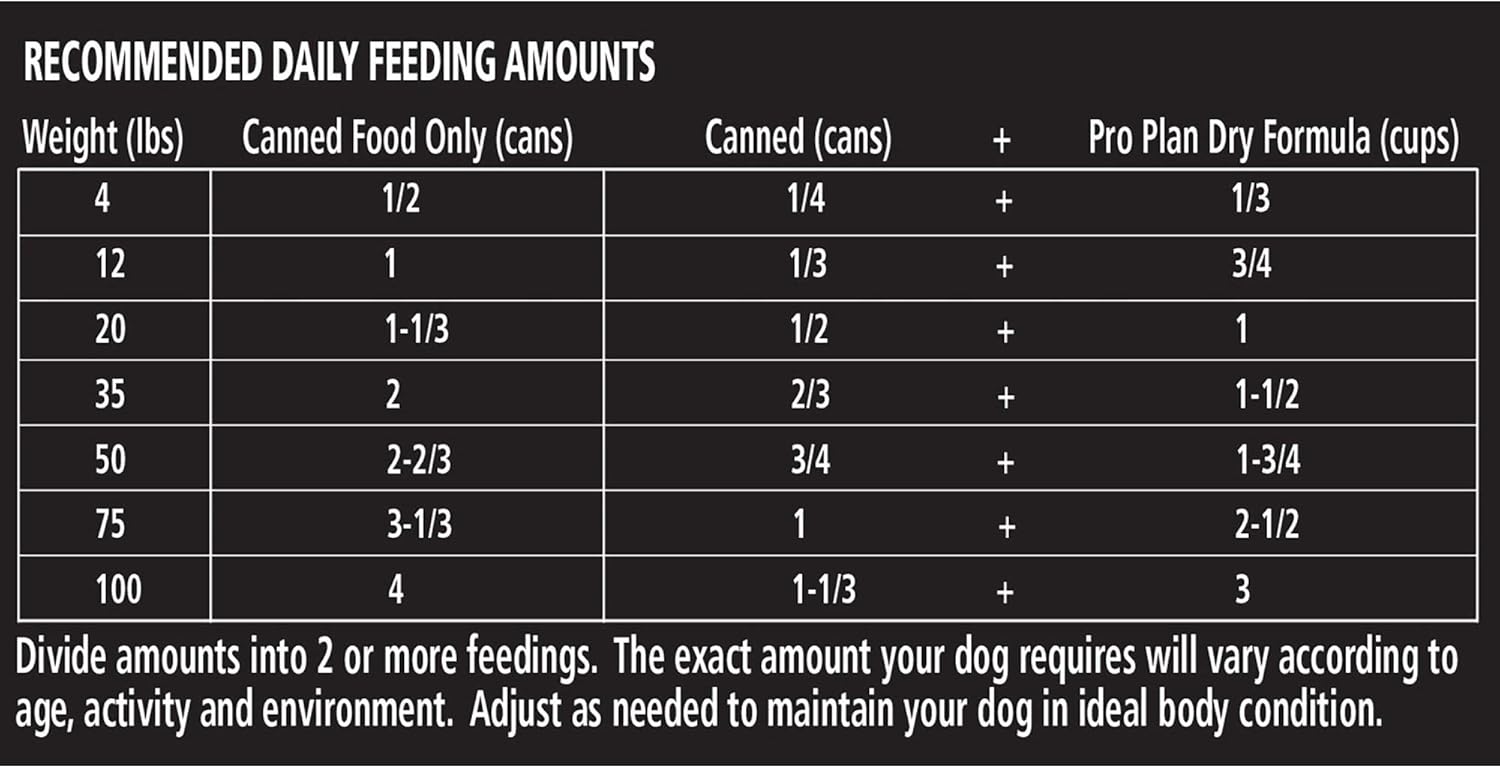 RECOMMENDED DAILY FEEDING AMOUNTS
Weight (lbs) Canned Food Only (cans) Canned (cans) + Pro Plan Dry Formula (cups)
4 1/2 1/4 + 1/3
12 1 1/3 + 3/4
20 1-1/3 1/2 + 1
35 2 2/3 + 1-1/2
50 2-2/3 3/4 + 1-3/4
75 3-1/3 1 + 2-1/2
100 4 1-1/3 + 3
Divide amounts into 2 or more feedings. The exact amount your dog requires will vary according to
age, activity and environment. Adjust as needed to maintain your dog in ideal body condition.